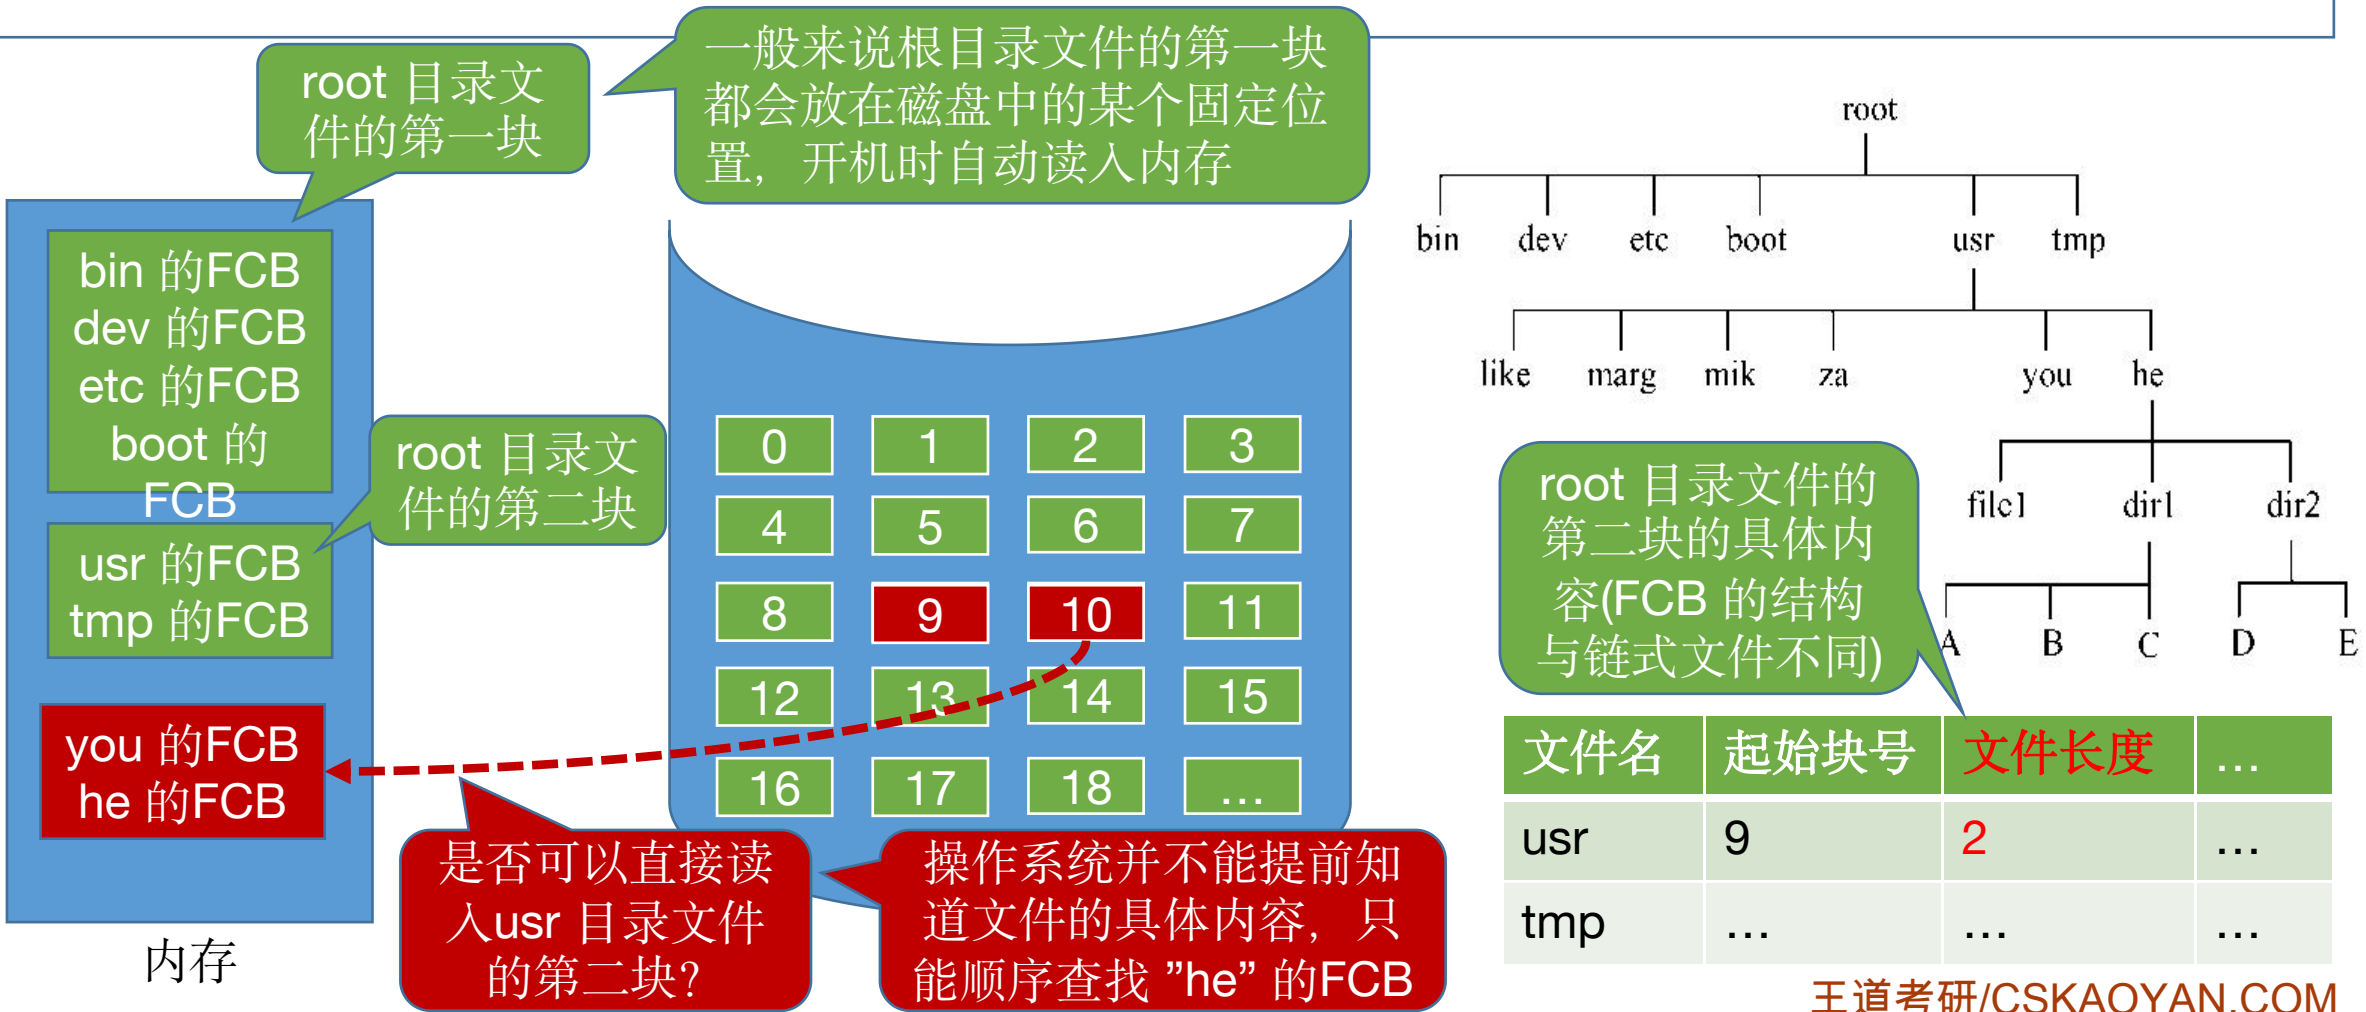 root 目录文
件的第一块
一般来说根目录文件的第一块
都会放在磁盘中的某个固定位
置，开机时自动读入内存
bin 的FCB
dev 的FCB
etc 的FCB
boot 的
FCB
root 目录文
件的第二块
usr 的FCB
tmp 的FCB
you 的FCB
he 的FCB
内存
0 1 2 3
4 5 6 7
8 9 10 11
12 13 14 15
16 17 18 ...
是否可以直接读
入usr 目录文件
的第二块？
操作系统并不能提前知
道文件的具体内容，只
能顺序查找 ”he” 的FCB
root
bin dev etc boot usr tmp
like marg mik za you he
file1 dir1 dir2
A B C D E
root 目录文件的
第二块的具体内
容(FCB 的结构
与链式文件不同)
文件名 起始块号 文件长度 ...
usr 9 2 ...
tmp ... ... ...
王道考研/CSKAOYAN.COM